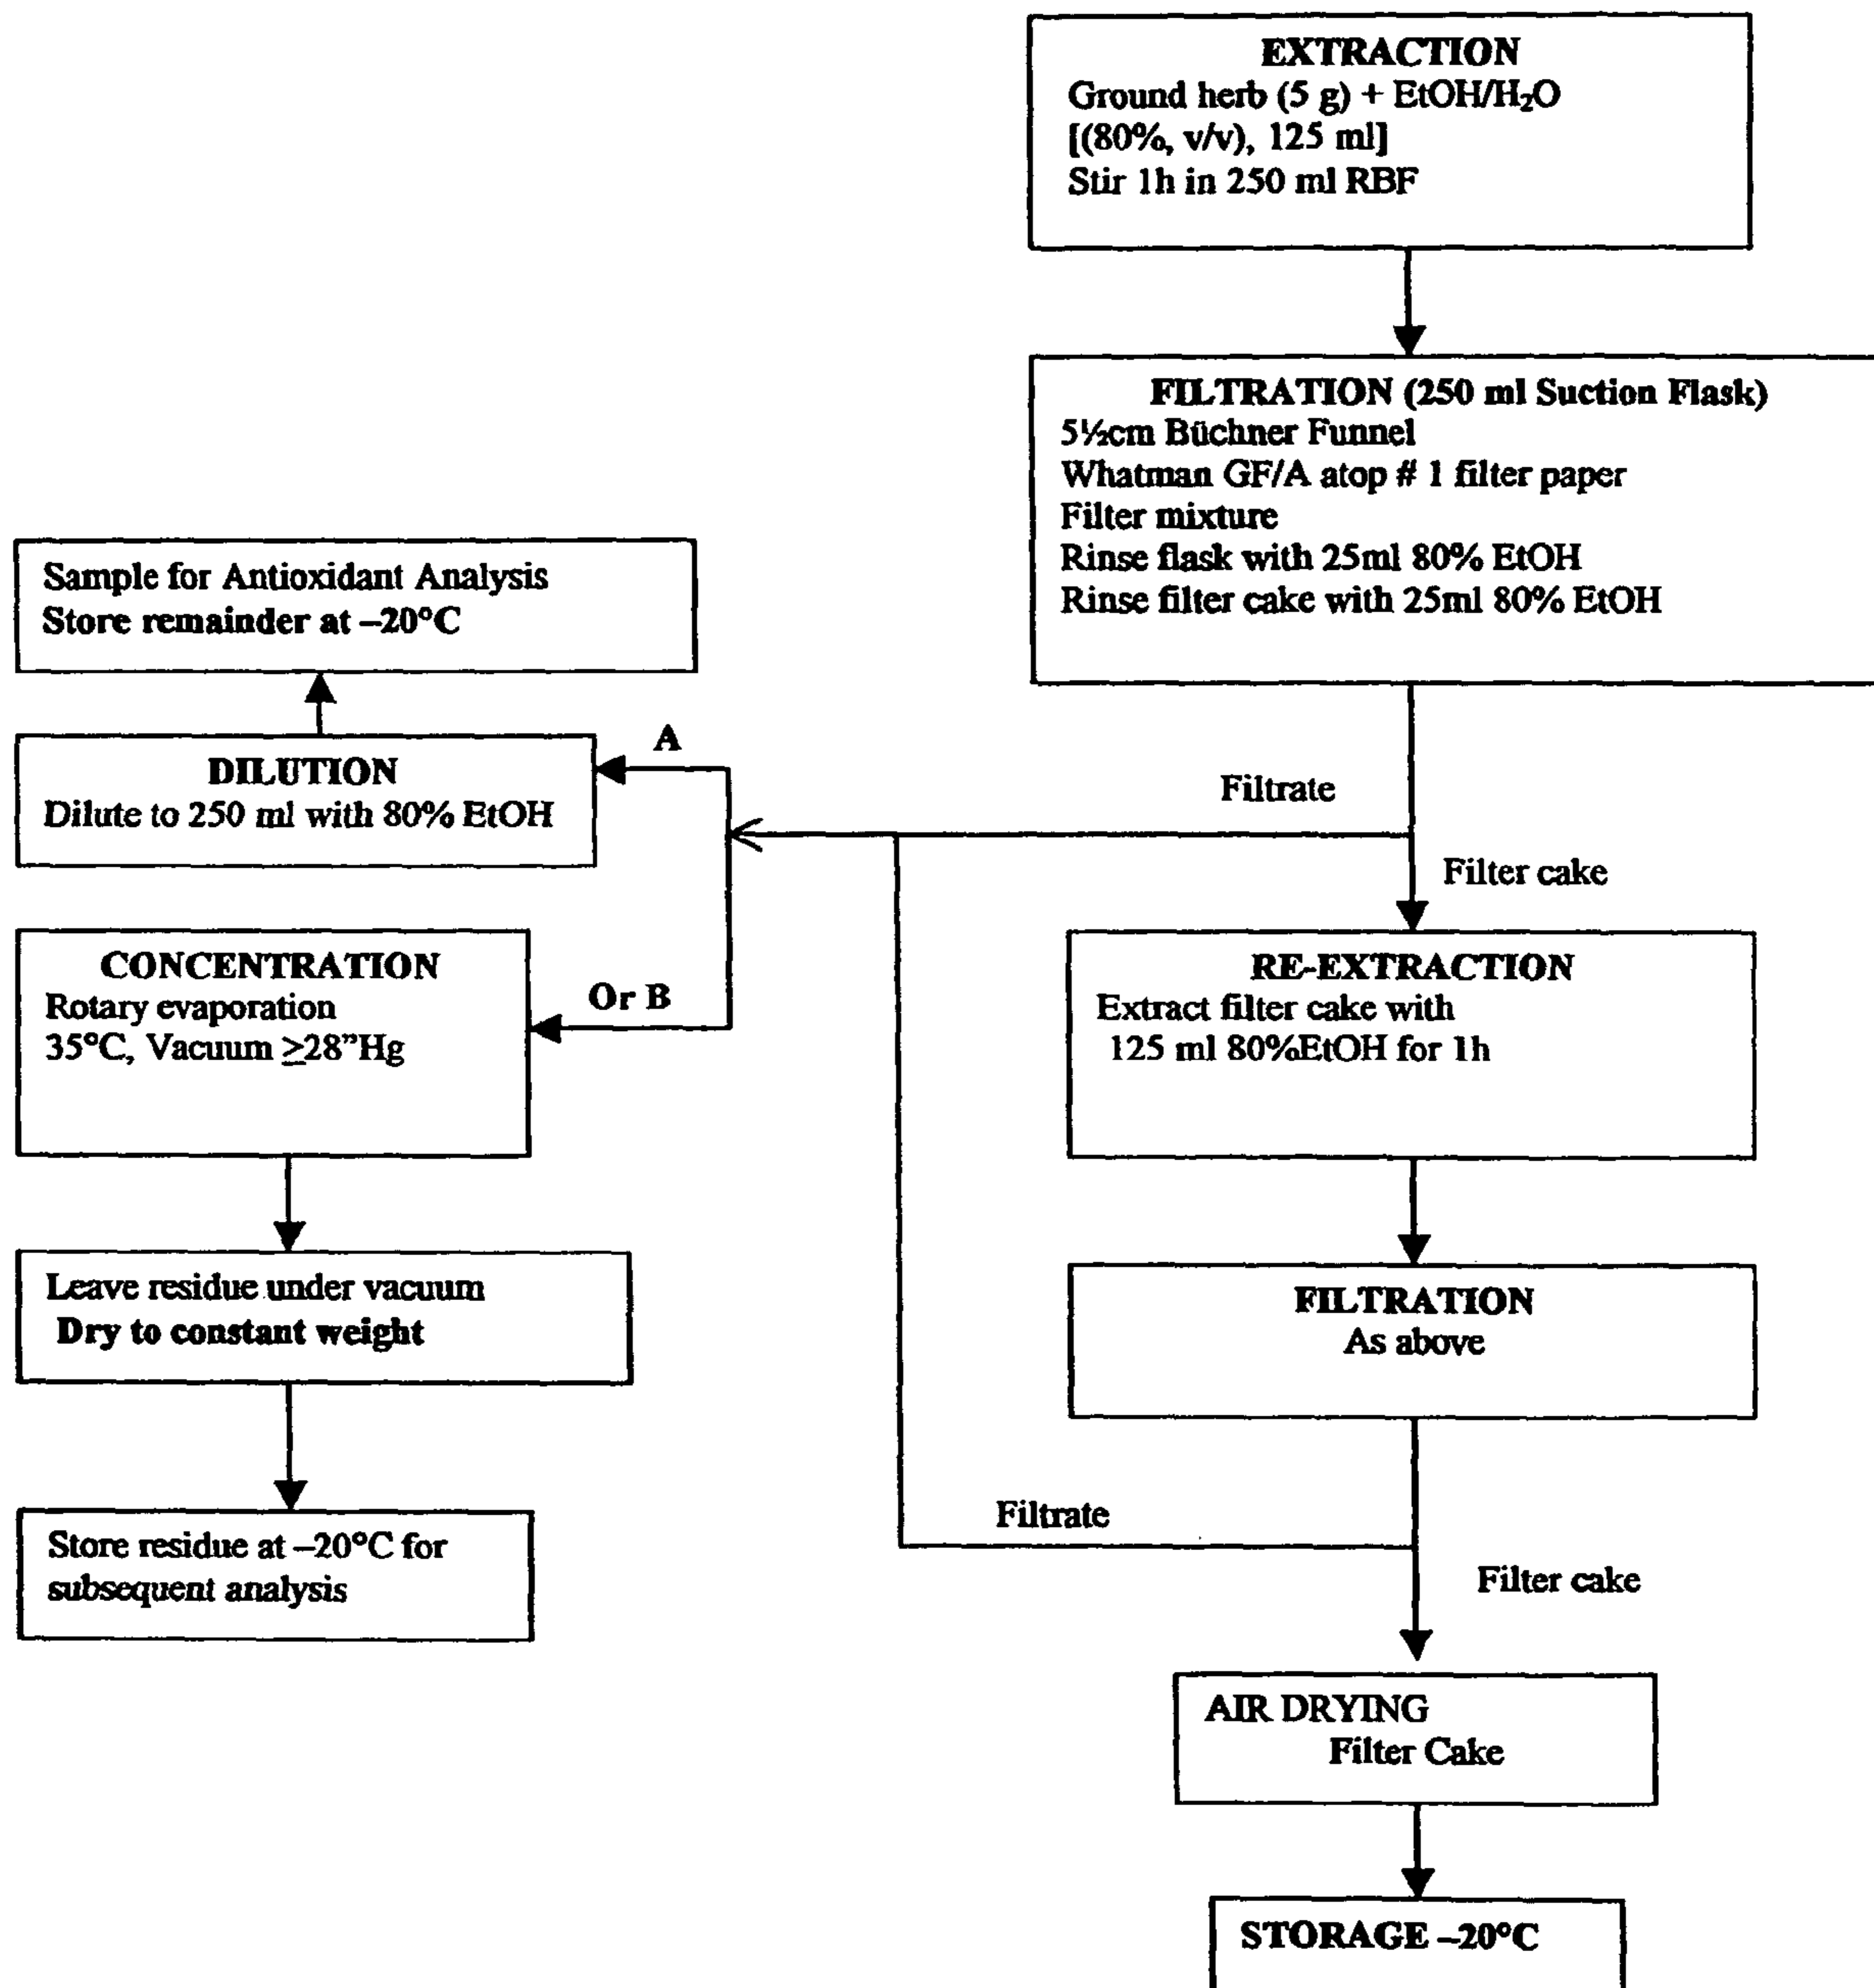 EXTRACTION
Ground herb (5 g) + EtOH/H₂O
[(80%, v/v), 125 ml]
Stir 1h in 250 ml RBF
FILTRATION (250 ml Suction Flask)
5½cm Büchner Funnel
Whatman GF/A atop # 1 filter paper
Filter mixture
Rinse flask with 25ml 80% EtOH
Rinse filter cake with 25ml 80% EtOH
Sample for Antioxidant Analysis
Store remainder at –20°C
A
DILUTION
Dilute to 250 ml with 80% EtOH
Filtrate
Filter cake
CONCENTRATION
Rotary evaporation
35°C, Vacuum ≥28”Hg
Or B
RE-EXTRACTION
Extract filter cake with
125 ml 80%EtOH for 1h
Leave residue under vacuum
Dry to constant weight
FILTRATION
As above
Store residue at –20°C for
subsequent analysis
Filtrate
Filter cake
AIR DRYING
Filter Cake
STORAGE –20°C